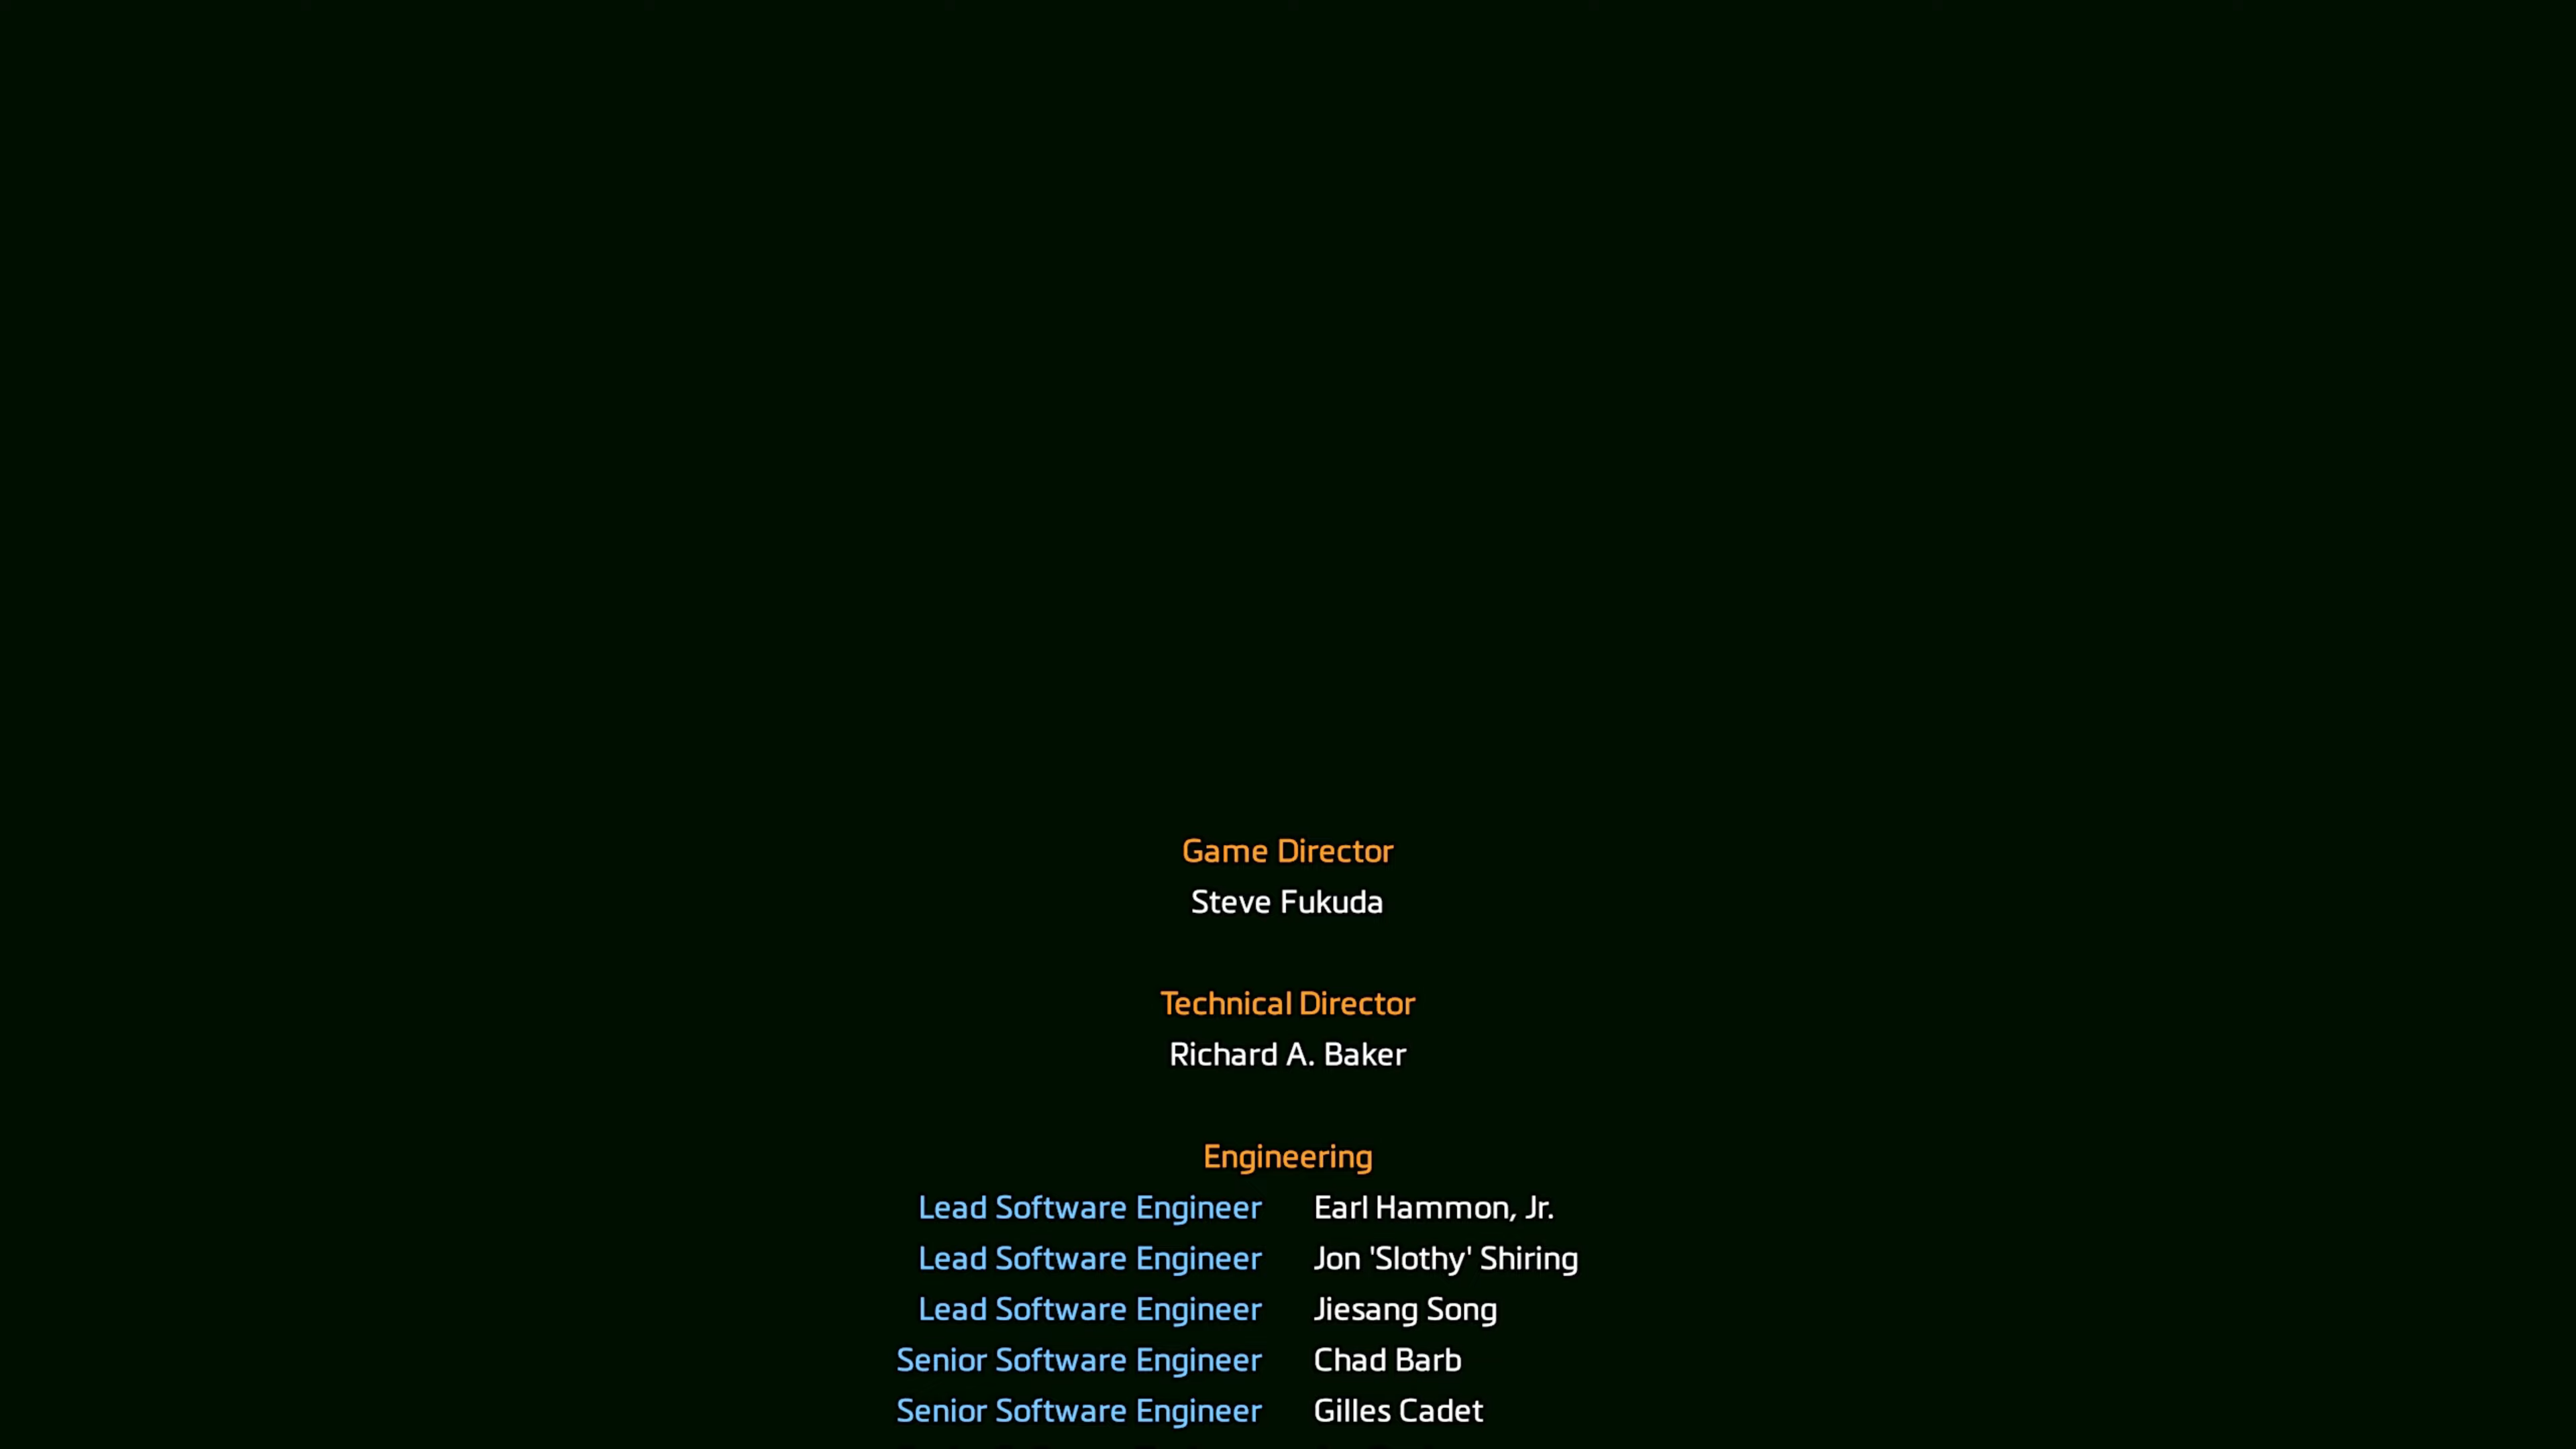 Game Director
Steve Fukuda
Technical Director
Richard A. Baker
Engineering
Lead Software Engineer Earl Hammon, Jr.
Lead Software Engineer Jon 'Slothy' Shiring
Lead Software Engineer Jiesang Song
Senior Software Engineer Chad Barb
Senior Software Engineer Gilles Cadet